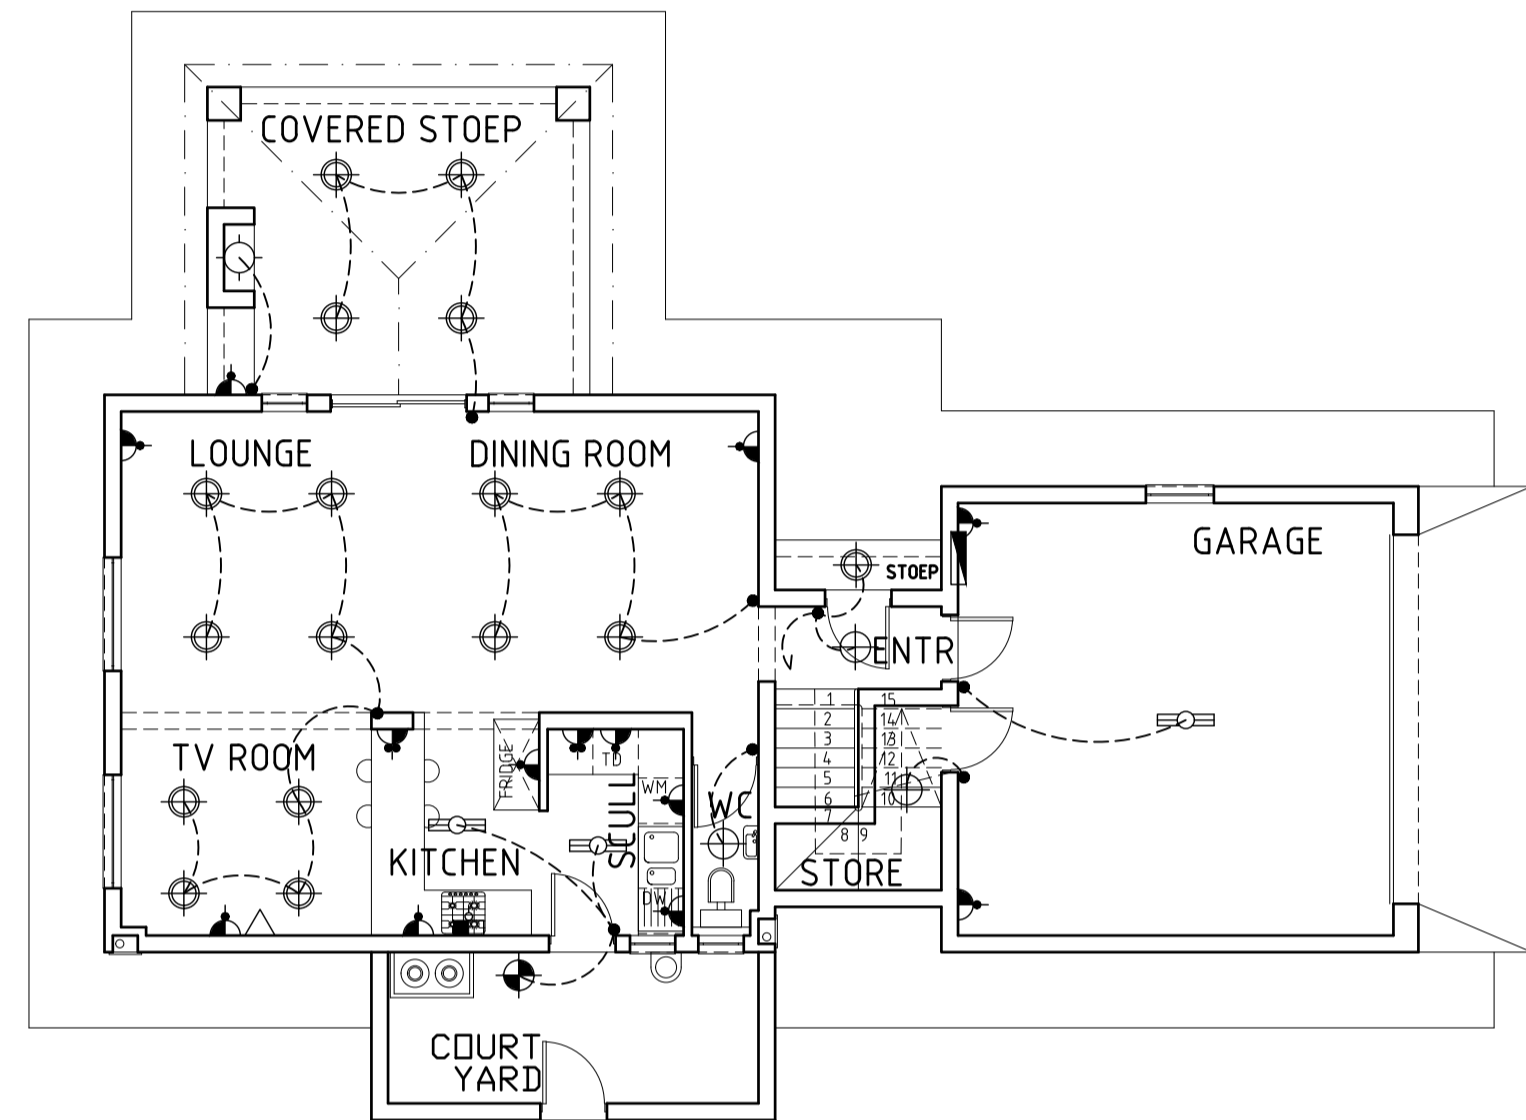 COVERED STOEP
LOUNGE
DINING ROOM
GARAGE
STOEP
ENTR
1
2
3
4
5
6
7
8 9
15
14
13
12
11
10
TV ROOM
FRIDGE
TD
WM
SCULL
WC
KITCHEN
STORE
DW
COURT
YARD